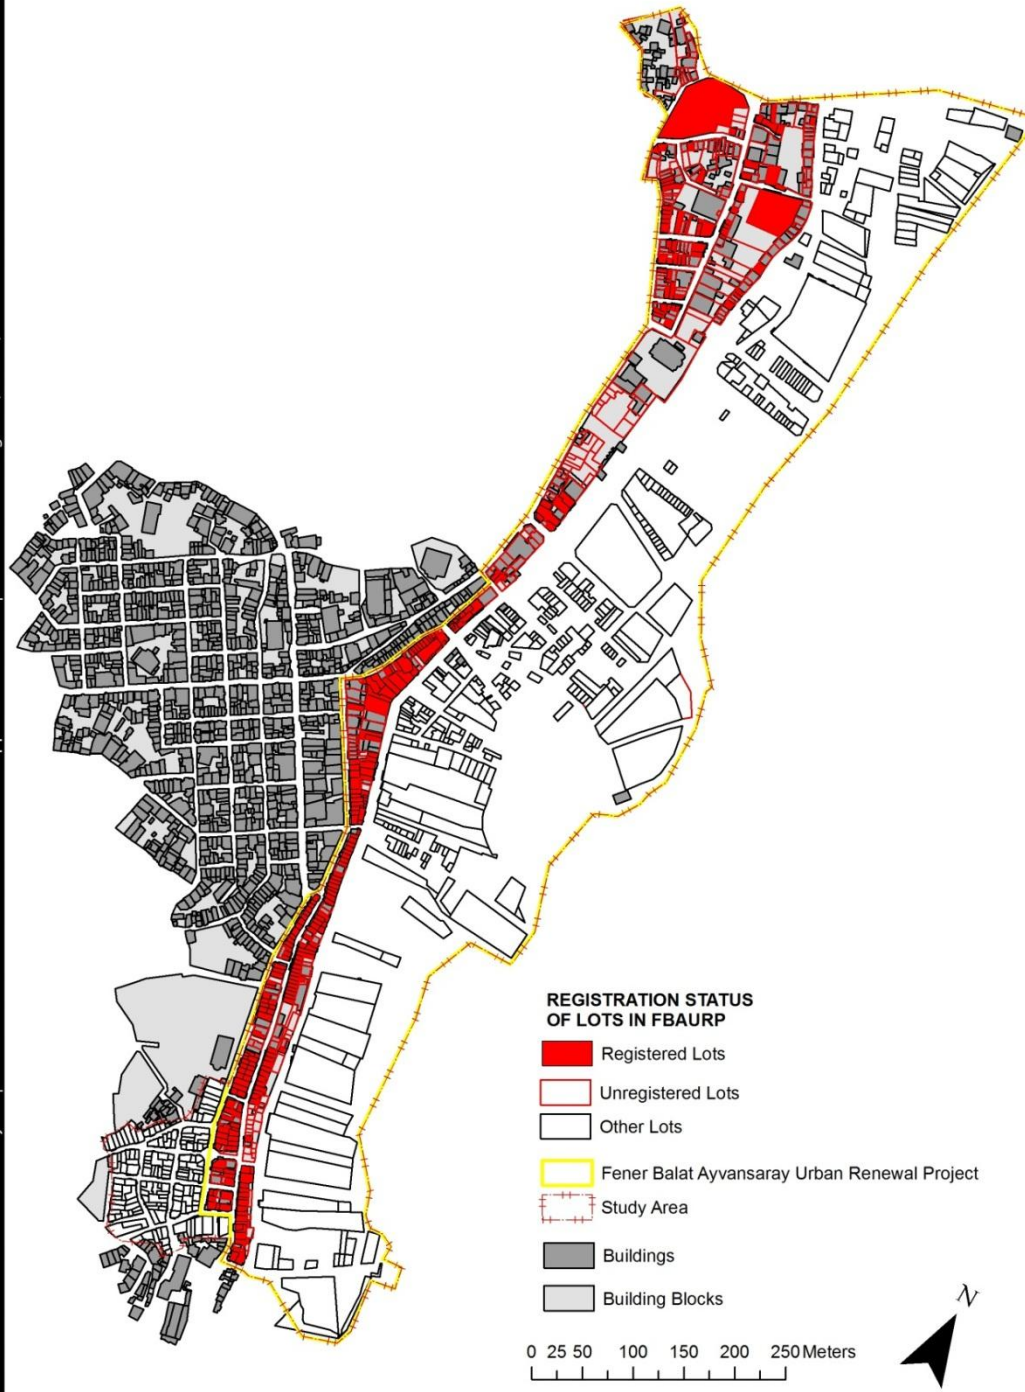 REGISTRATION STATUS
OF LOTS IN FBAURP
Registered Lots
Unregistered Lots
Other Lots
Fener Balat Ayvansaray Urban Renewal Project
Study Area
Buildings
Building Blocks
N
0 25 50 100 150 200 250 Meters